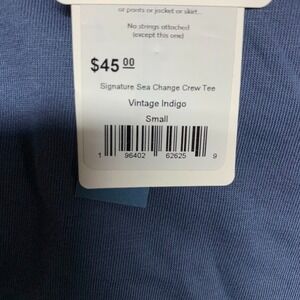 or pants or jacket or skirt...
No strings attached
(except this one)
$45 00
Signature Sea Change Crew Tee
Vintage Indigo
Small
1 96402 62625 9